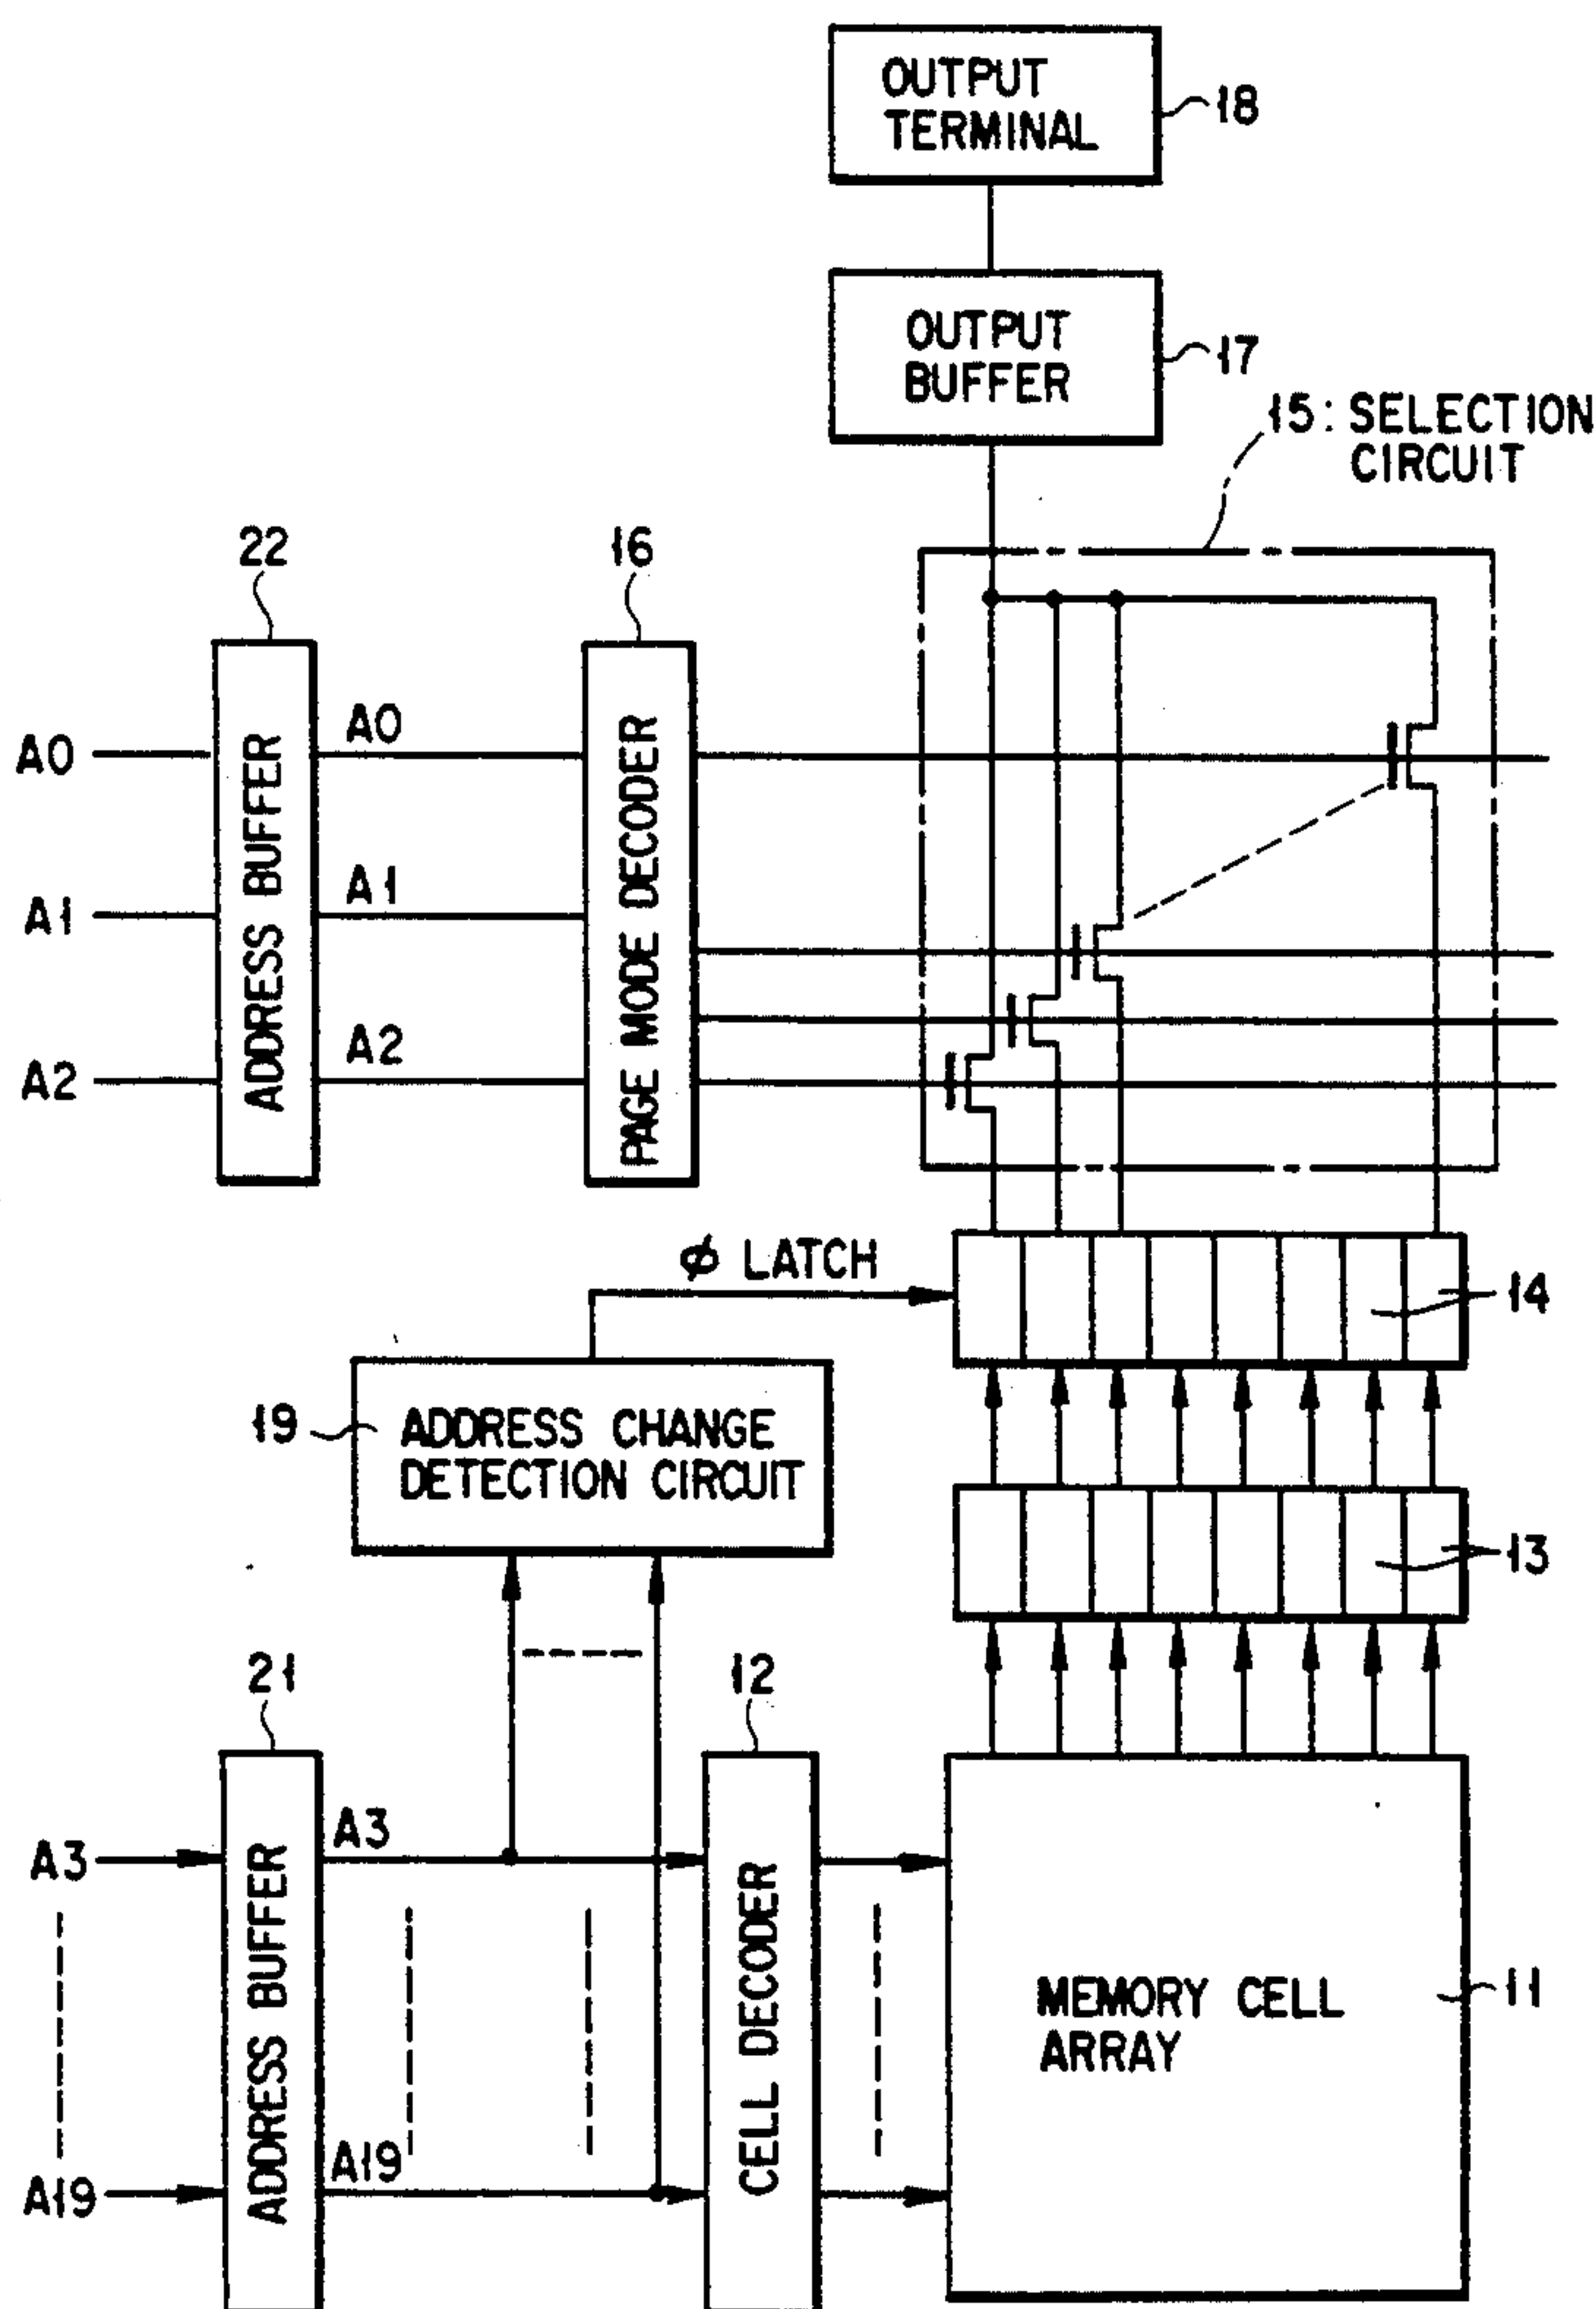 OUTPUT
TERMINAL
18
OUTPUT
BUFFER
17
15: SELECTION
CIRCUIT
22
16
A0
ADDRESS BUFFER
A0
PAGE MODE DECODER
A1
A1
A2
A2
φ LATCH
14
19
ADDRESS CHANGE
DETECTION CIRCUIT
13
21
12
A3
ADDRESS BUFFER
A3
CELL DECODER
MEMORY CELL
ARRAY
11
A19
A19